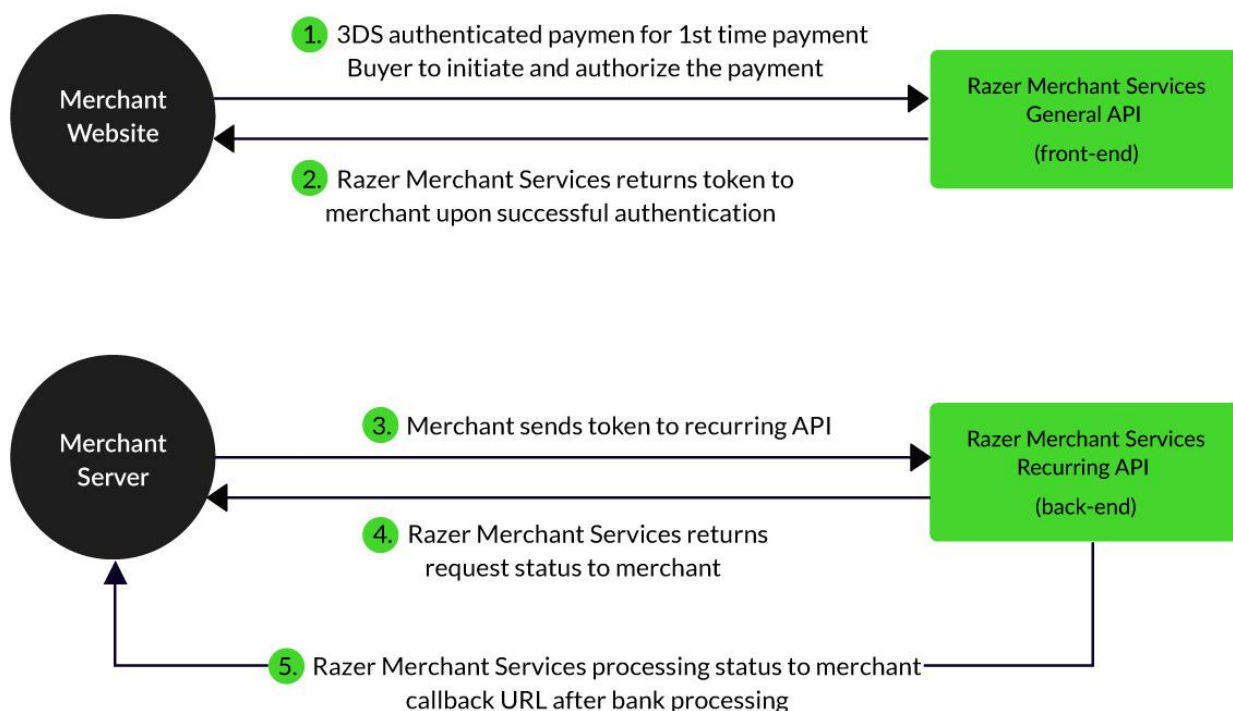 1. 3DS authenticated paymen for 1st time payment
Buyer to initiate and authorize the payment
Merchant
Website
Razer Merchant Services
General API
(front-end)
2. Razer Merchant Services returns token to
merchant upon successful authentication
Merchant
Server
3. Merchant sends token to recurring API
Razer Merchant Services
Recurring API
(back-end)
4. Razer Merchant Services returns
request status to merchant
5. Razer Merchant Services processing status to merchant
callback URL after bank processing